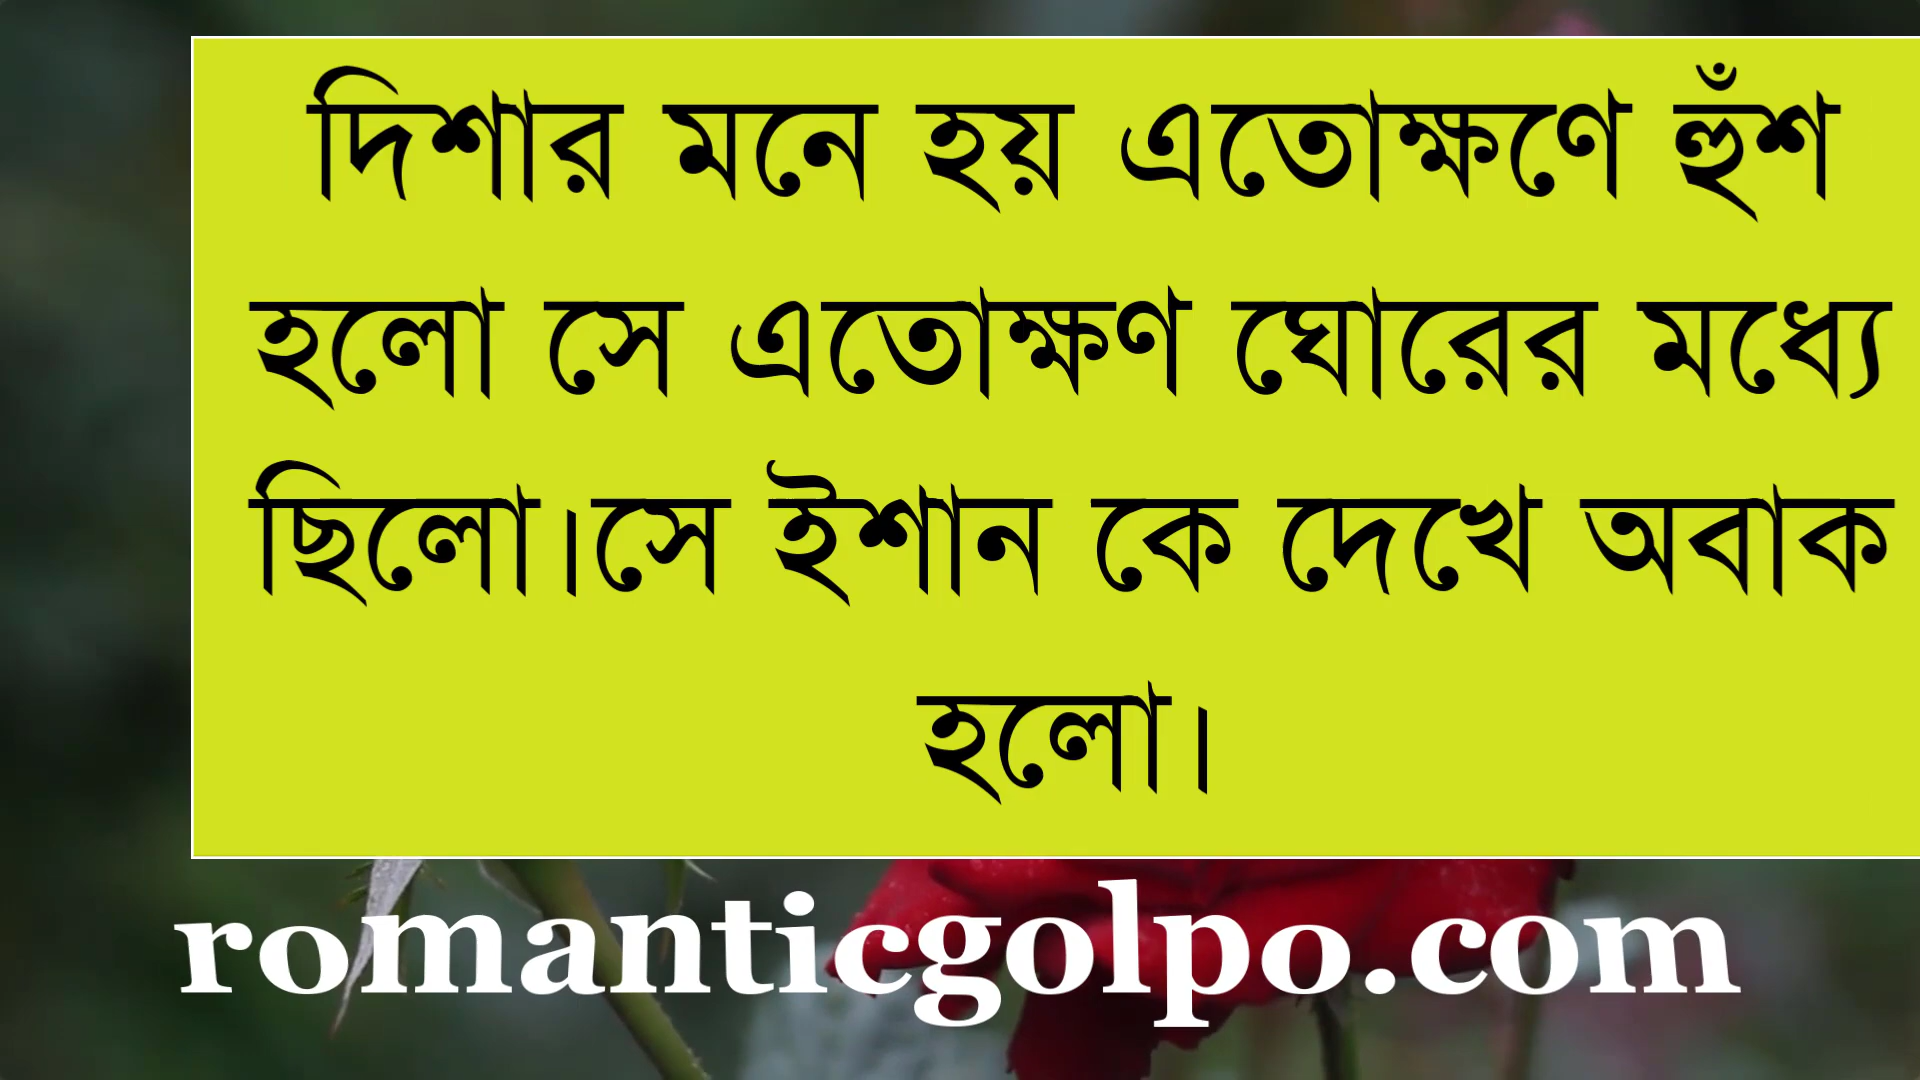 দিশার মনে হয় এতোক্ষণে হুঁশ
হলো সে এতোক্ষণ ঘোরের মধ্যে
ছিলো।সে ইশান কে দেখে অবাক
হলো।
romanticgolpo.com